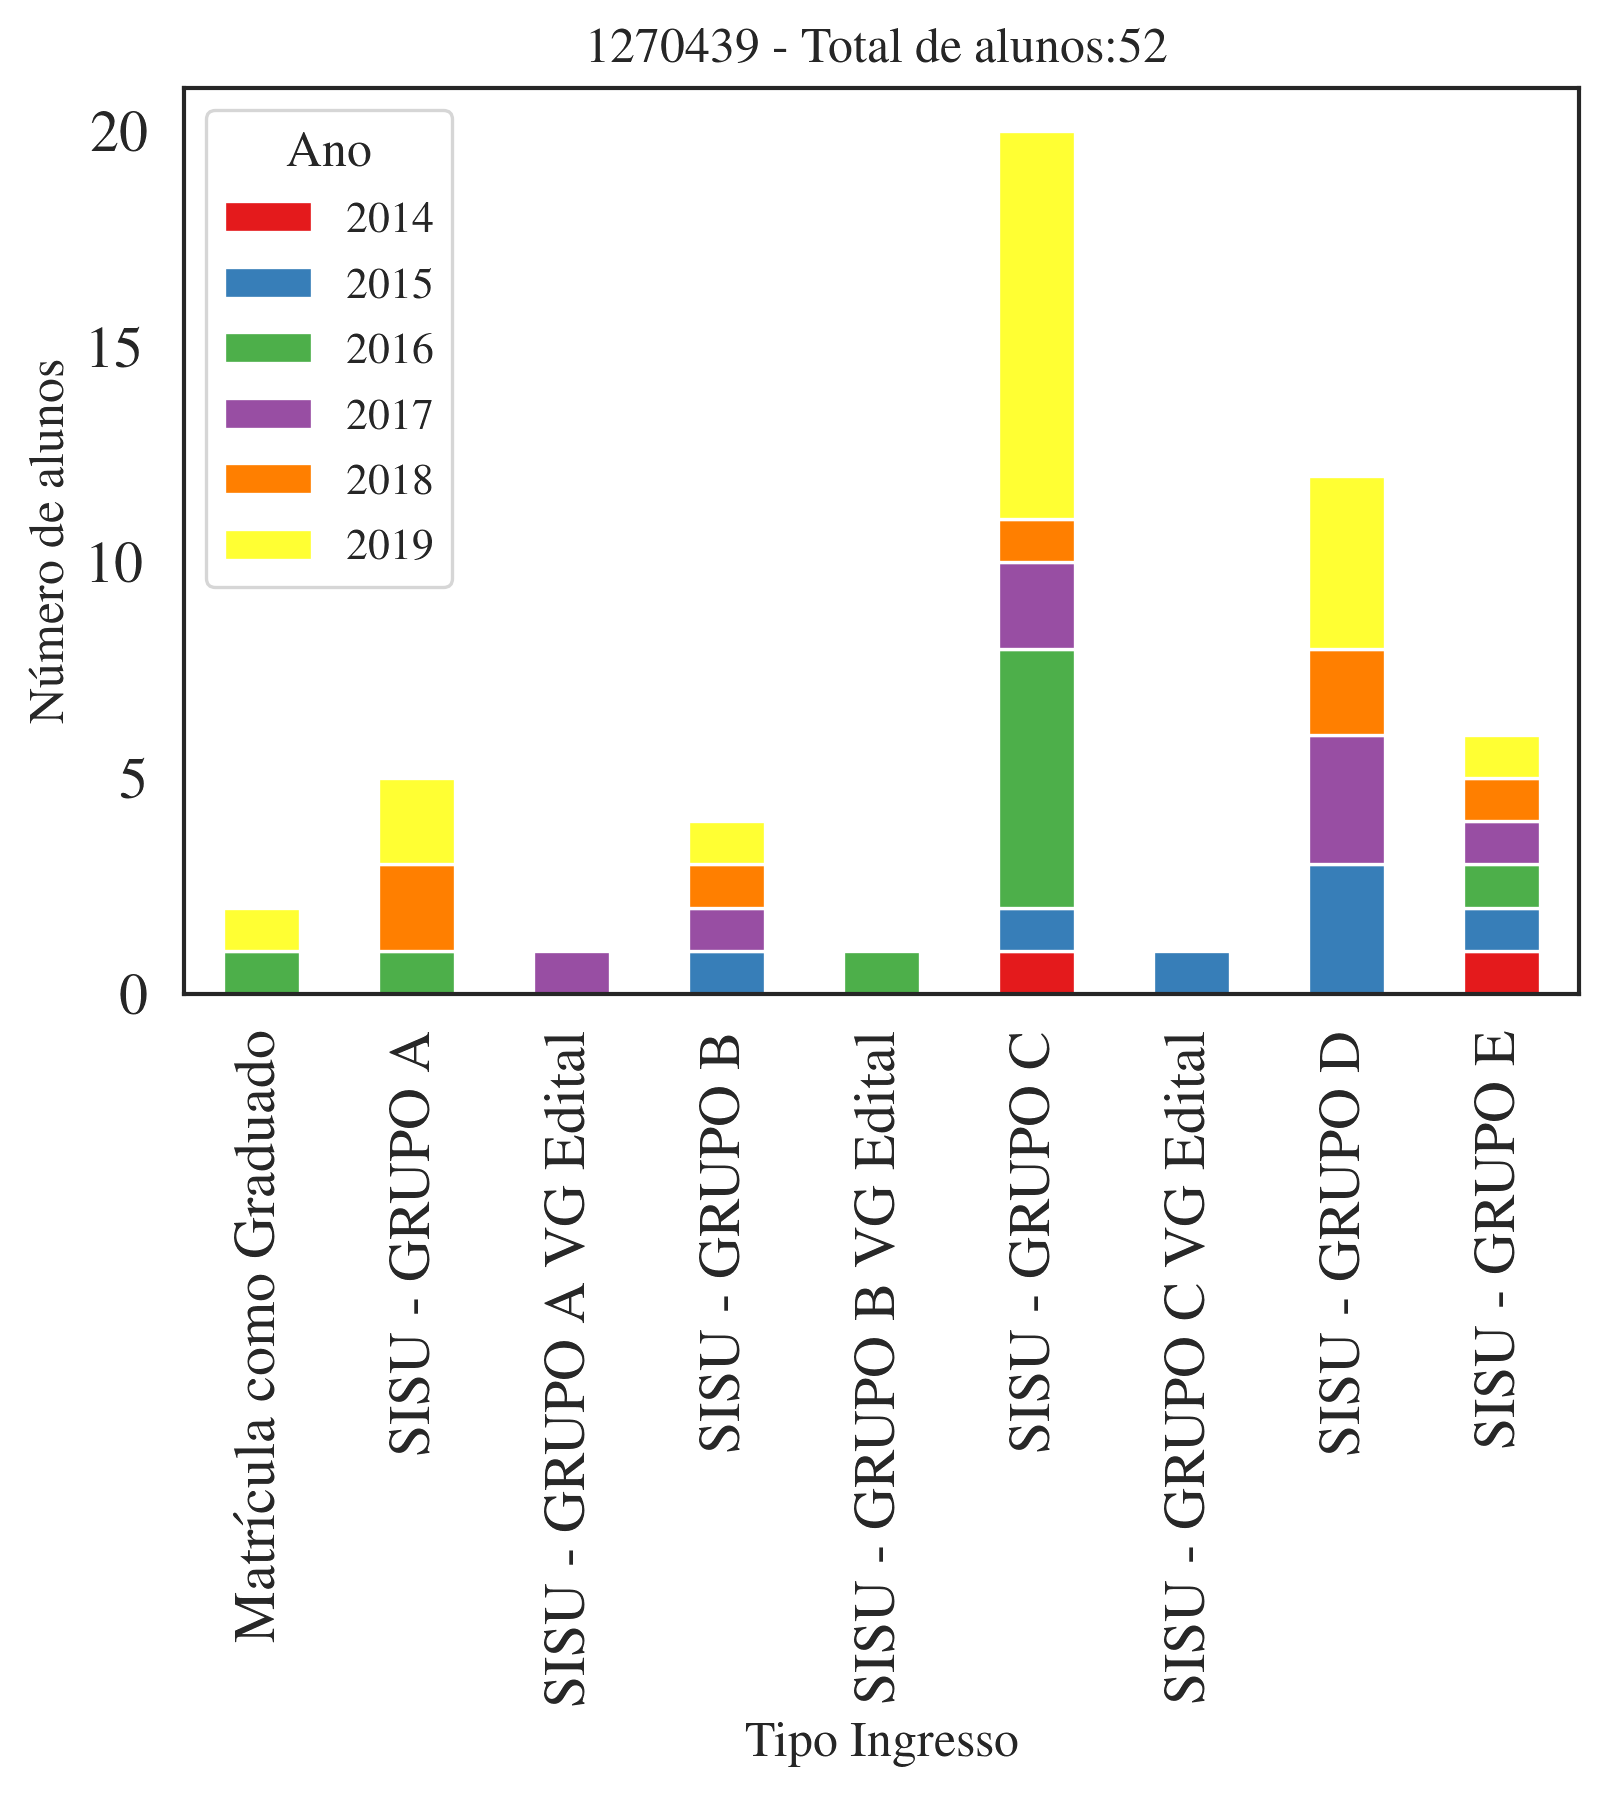 1270439 - Total de alunos:52
Número de alunos
20
15
10
5
0
Ano
2014
2015
2016
2017
2018
2019
Matrícula como Graduado
SISU - GRUPO A
SISU - GRUPO A VG Edital
SISU - GRUPO B
SISU - GRUPO B VG Edital
SISU - GRUPO C
SISU - GRUPO C VG Edital
SISU - GRUPO D
SISU - GRUPO E
Tipo Ingresso